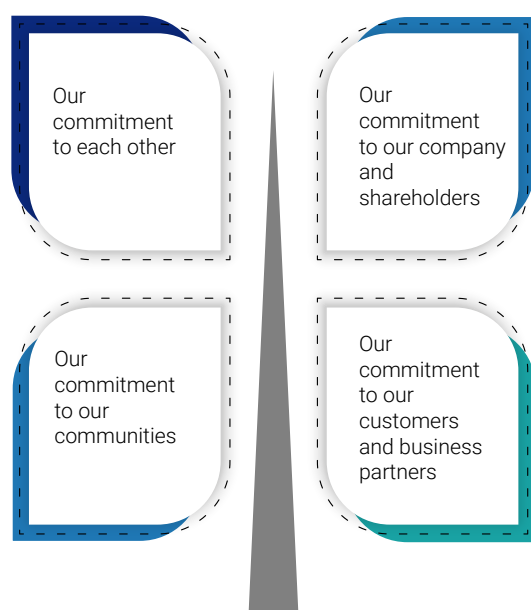 Our
commitment
to each other
Our
commitment
to our company
and
shareholders
Our
commitment
to our
communities
Our
commitment
to our
customers
and business
partners